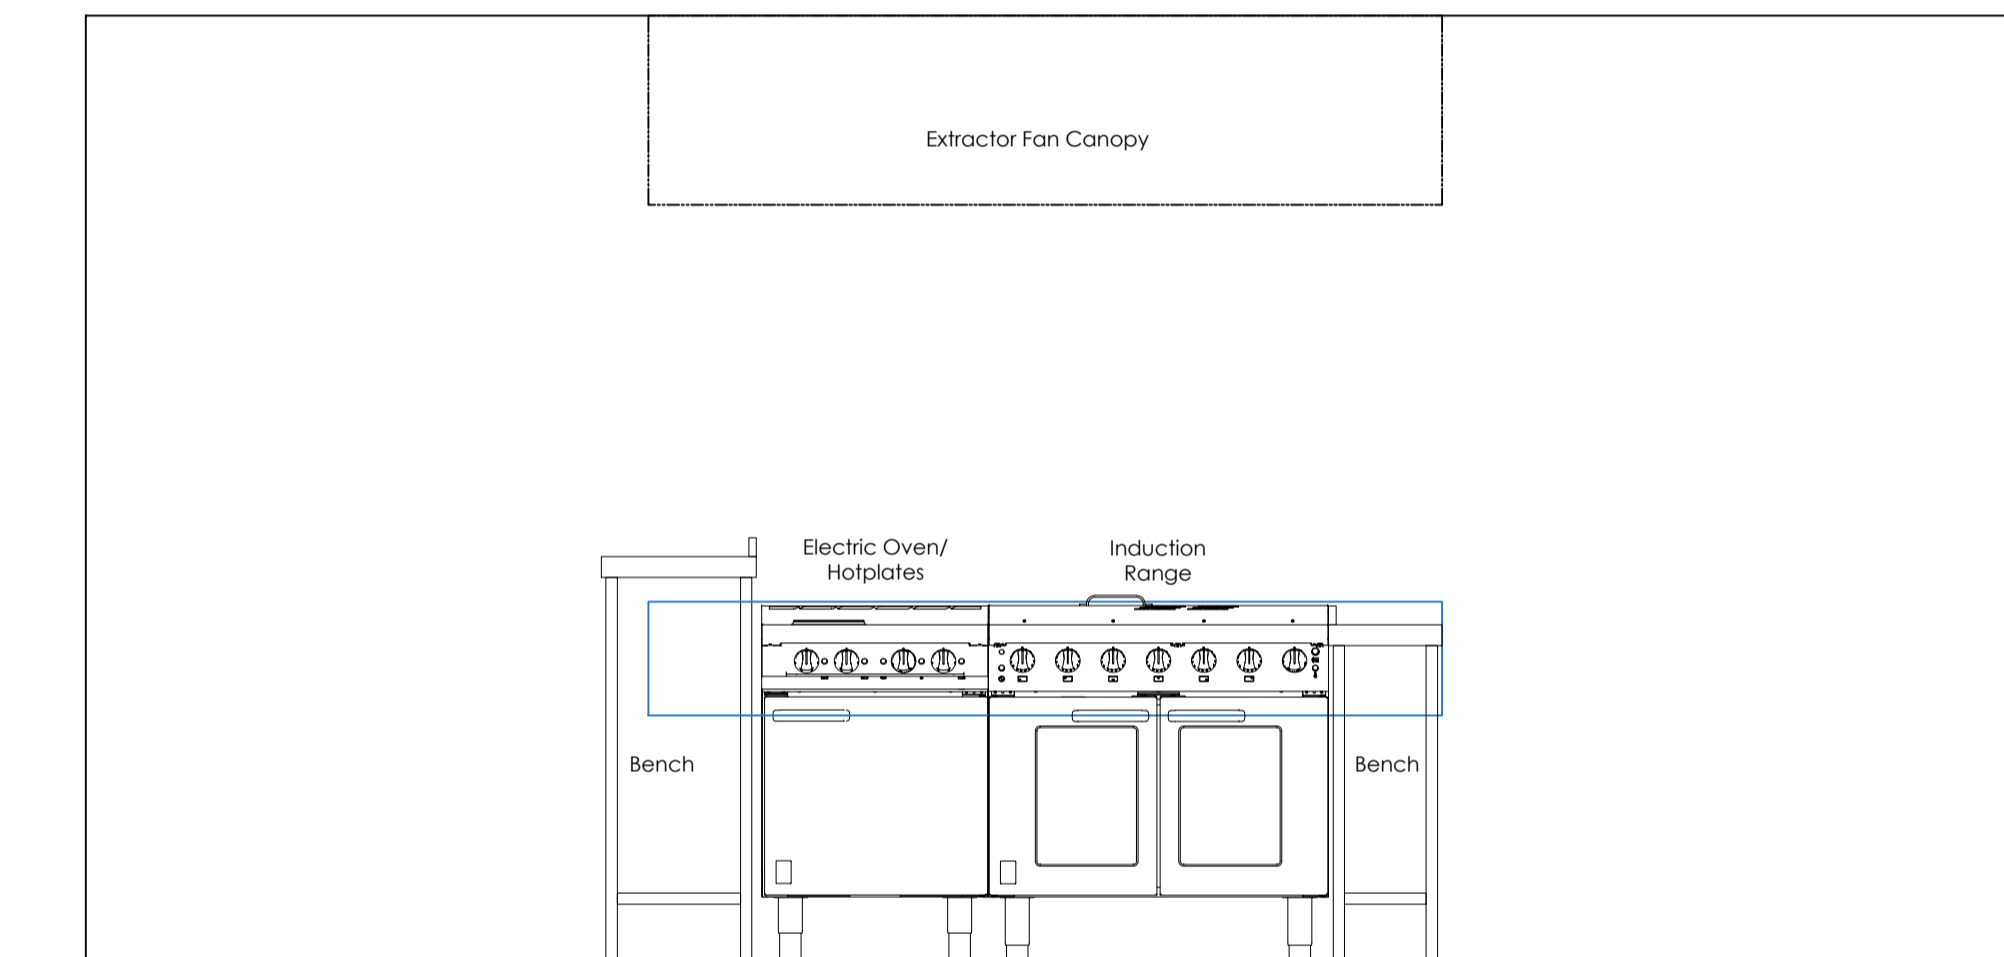 Extractor Fan Canopy
Electric Oven/
Hotplates
Induction
Range
Bench
Bench